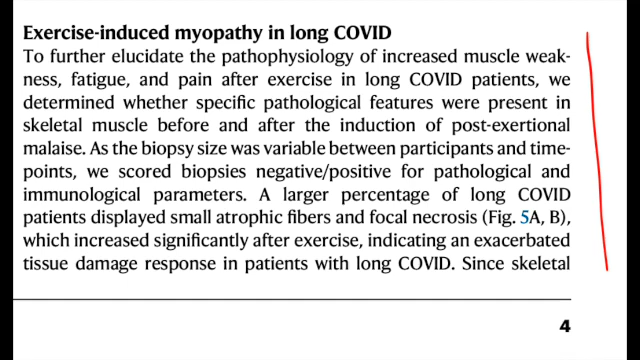 Exercise-induced myopathy in long COVID
To further elucidate the pathophysiology of increased muscle weak-
ness, fatigue, and pain after exercise in long COVID patients, we
determined whether specific pathological features were present in
skeletal muscle before and after the induction of post-exertional
malaise. As the biopsy size was variable between participants and time-
points, we scored biopsies negative/positive for pathological and
immunological parameters. A larger percentage of long COVID
patients displayed small atrophic fibers and focal necrosis (Fig. 5A, B),
which increased significantly after exercise, indicating an exacerbated
tissue damage response in patients with long COVID. Since skeletal
4